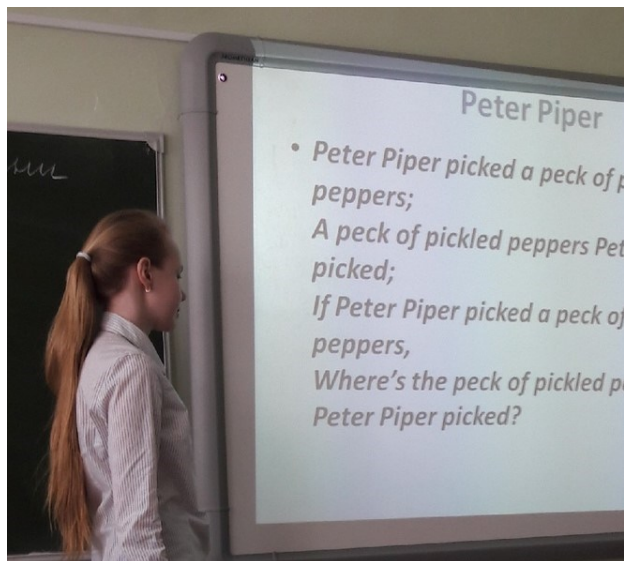 Peter Piper
• Peter Piper picked a peck of
peppers;
A peck of pickled peppers
picked;
If Peter Piper picked a peck of
peppers,
Where's the peck of pickled
Peter Piper picked?